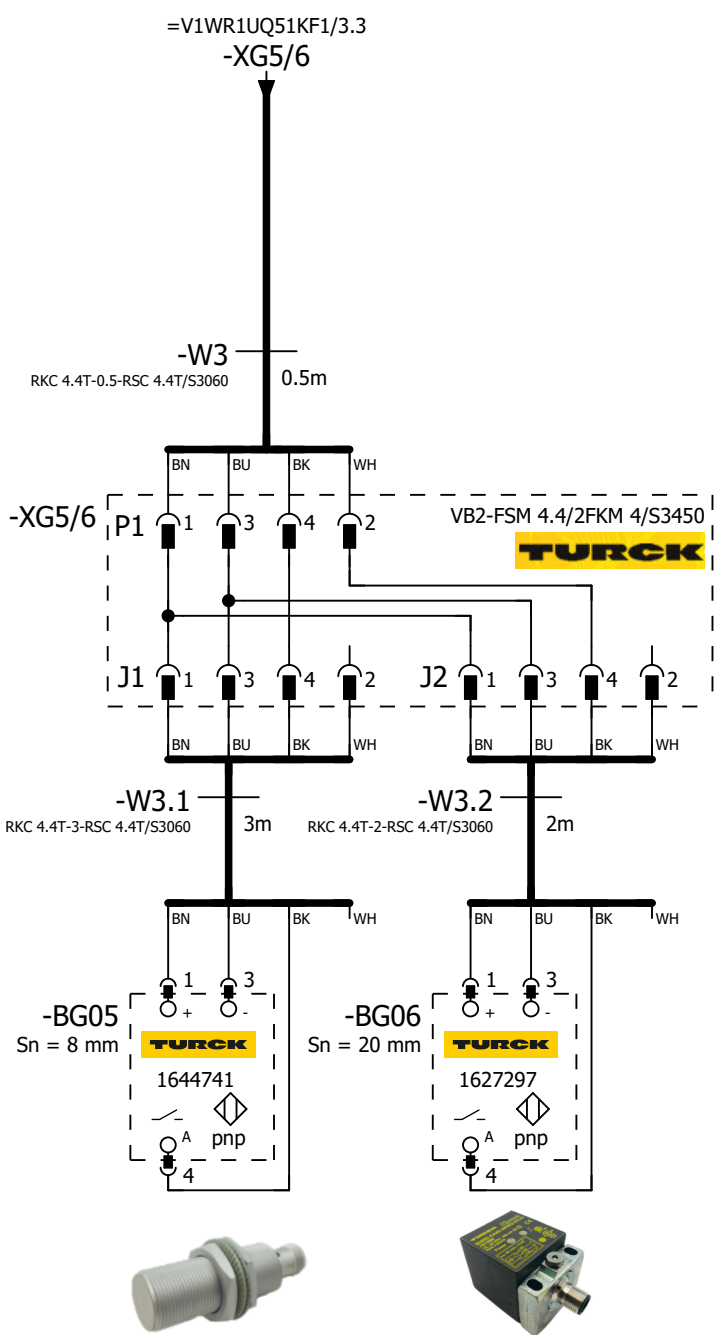 =V1WR1UQ51KF1/3.3
-XG5/6
-W3
RKC 4.4T-0.5-RSC 4.4T/S3060
0.5m
BN BU BK WH
-XG5/6
P1 1 3 4 2
VB2-FSM 4.4/2FKM 4/S3450
TURCK
J1 1 3 4 2
J2 1 3 4 2
BN BU BK WH
BN BU BK WH
-W3.1
RKC 4.4T-3-RSC 4.4T/S3060
3m
-W3.2
RKC 4.4T-2-RSC 4.4T/S3060
2m
BN BU BK WH
BN BU BK WH
1 3
-BG05
Sn = 8 mm
+ -
TURCK
1644741
A
pnp
4
1 3
-BG06
Sn = 20 mm
+ -
TURCK
1627297
A
pnp
4